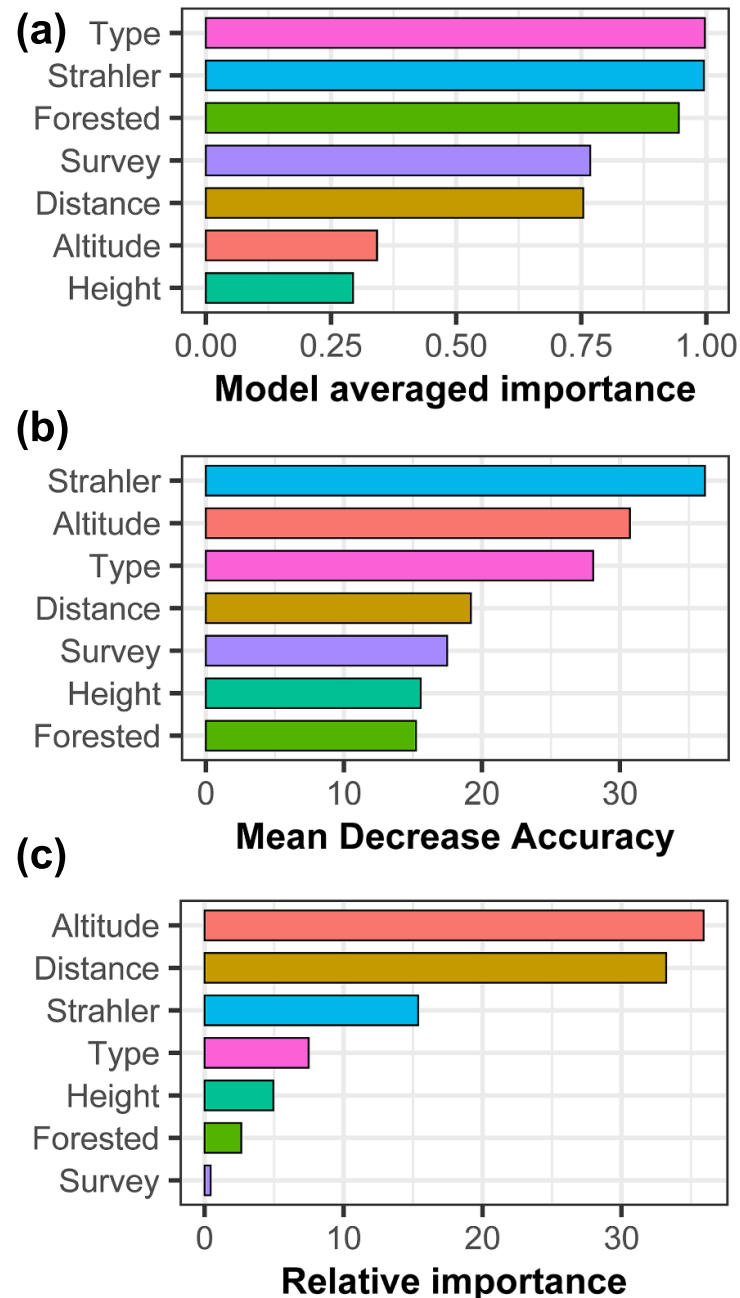 (a)
Type
Strahler
Forested
Survey
Distance
Altitude
Height
0.00 0.25 0.50 0.75 1.00
Model averaged importance
(b)
Strahler
Altitude
Type
Distance
Survey
Height
Forested
0 10 20 30
Mean Decrease Accuracy
(c)
Altitude
Distance
Strahler
Type
Height
Forested
Survey
0 10 20 30
Relative importance